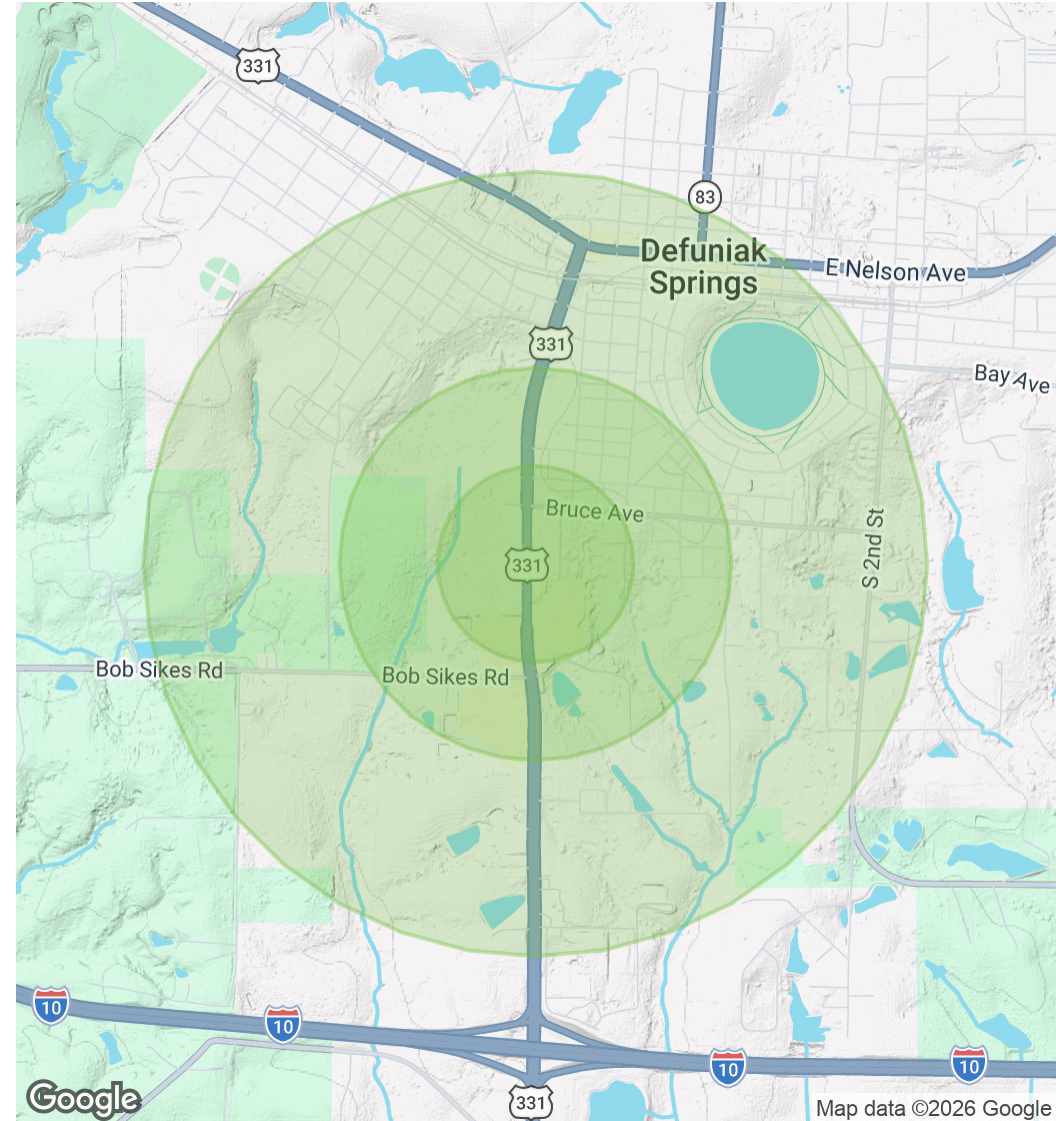 331
83
Defuniak
Springs
E Nelson Ave
331
Bay Ave
Bruce Ave
S 2nd St
331
Bob Sikes Rd
Bob Sikes Rd
10
10
10
10
331
Google
Map data ©2026 Google